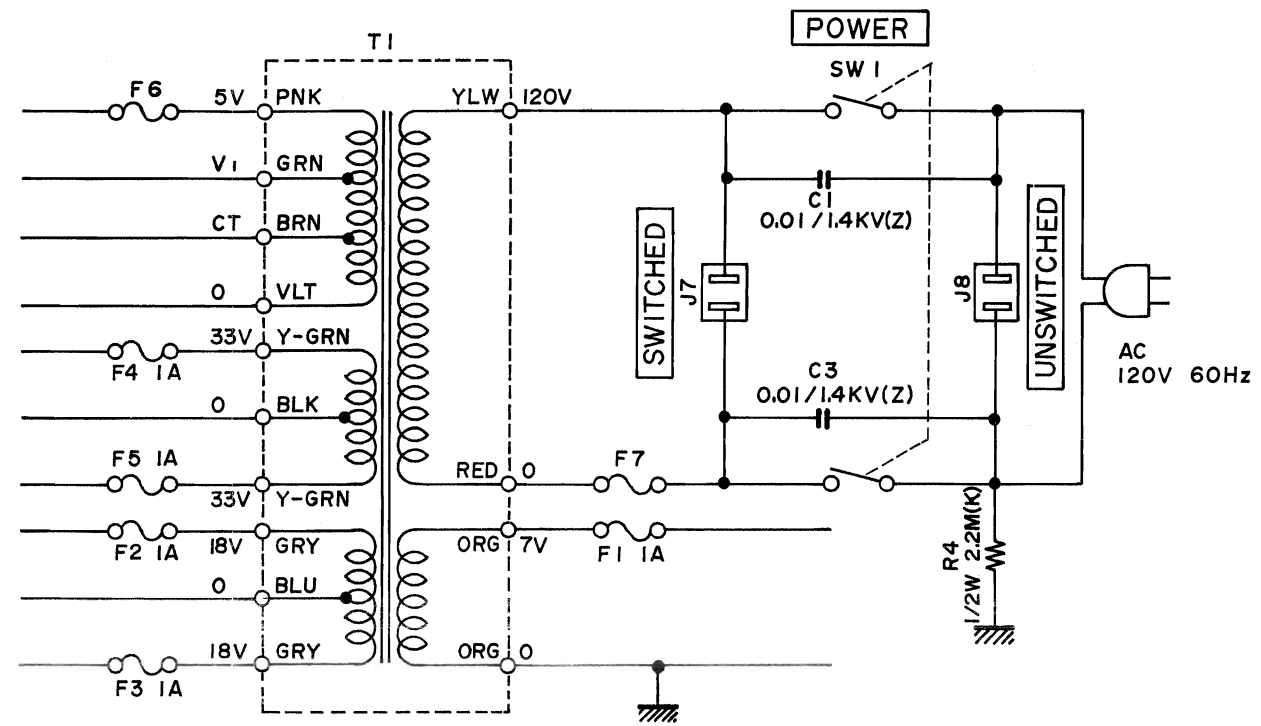 POWER
T1
SW1
F6
5V PNK
YLW 120V
V1 GRN
C1
0.01/1.4KV(Z)
CT BRN
SWITCHED
J7
J8
UNSWITCHED
0 VLT
33V Y-GRN
F4 1A
AC
120V 60Hz
C3
0.01/1.4KV(Z)
0 BLK
F5 1A
RED 0
F7
33V Y-GRN
F2 1A
18V GRY
ORG 7V
F1 1A
R4
1/2W 2.2M(K)
0 BLU
18V GRY
ORG 0
F3 1A